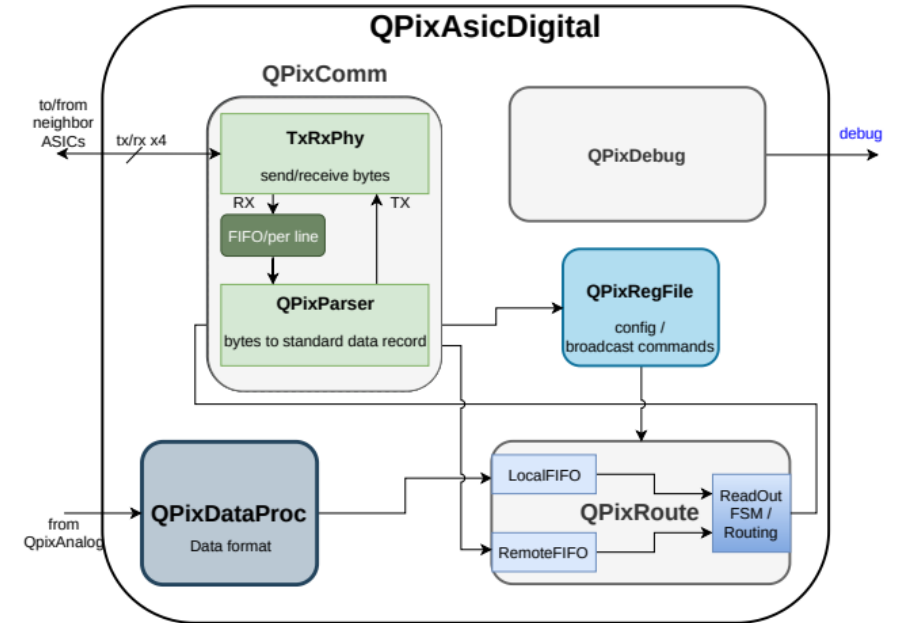 QPixAsicDigital
QPixComm
to/from
neighbor
ASICs
tx/rx x4
TxRxPhy
send/receive bytes
RX
TX
FIFO/per line
QPixParser
bytes to standard data record
QPixDebug
debug
QPixRegFile
config /
broadcast commands
from
QpixAnalog
QPixDataProc
Data format
LocalFIFO
QPixRoute
RemoteFIFO
ReadOut
FSM /
Routing